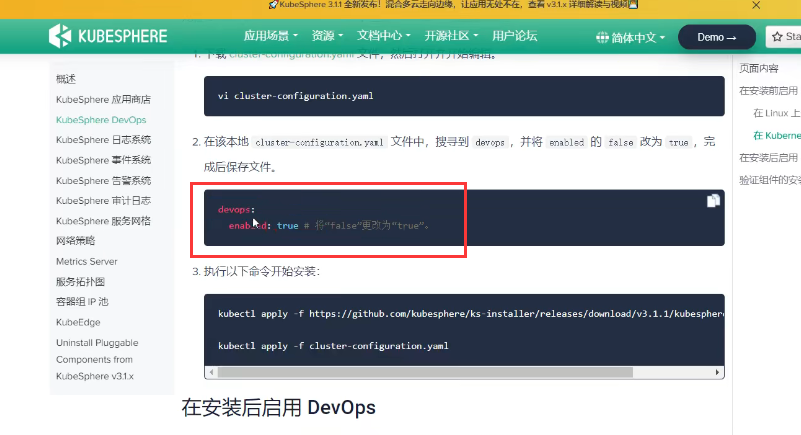 🚀KubeSphere 3.1.1 全新发布！混合多云走向边缘，让应用无处不在，查看 v3.1.x 详细解读与视频
KUBESPHERE
应用场景
资源
文档中心
开源社区
用户论坛
简体中文
Demo→
Sta
1. 下载 cluster-configuration.yaml 文件，然后打开并开始编辑。
vi cluster-configuration.yaml
2. 在该本地 cluster-configuration.yaml 文件中，搜寻到 devops，并将 enabled 的 false 改为 true，完
成后保存文件。
devops:
enabled: true # 将“false”更改为“true”。
3. 执行以下命令开始安装：
kubectl apply -f https://github.com/kubesphere/ks-installer/releases/download/v3.1.1/kubesphere
kubectl apply -f cluster-configuration.yaml
在安装后启用 DevOps
概述
KubeSphere 应用商店
KubeSphere DevOps
KubeSphere 日志系统
KubeSphere 事件系统
KubeSphere 告警系统
KubeSphere 审计日志
KubeSphere 服务网格
网络策略
Metrics Server
服务拓扑图
容器组 IP 池
KubeEdge
Uninstall Pluggable
Components from
KubeSphere v3.1.x
页面内容
在安装前启用
在 Linux 上
在 Kuberne
在安装后启用
验证组件的安